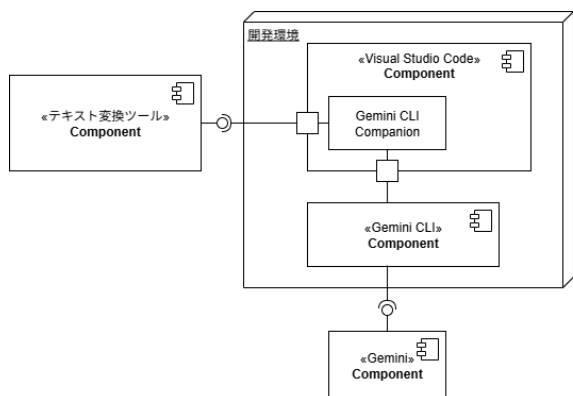 開発環境
«Visual Studio Code»
Component
«テキスト変換ツール»
Component
Gemini CLI
Companion
«Gemini CLI»
Component
«Gemini»
Component